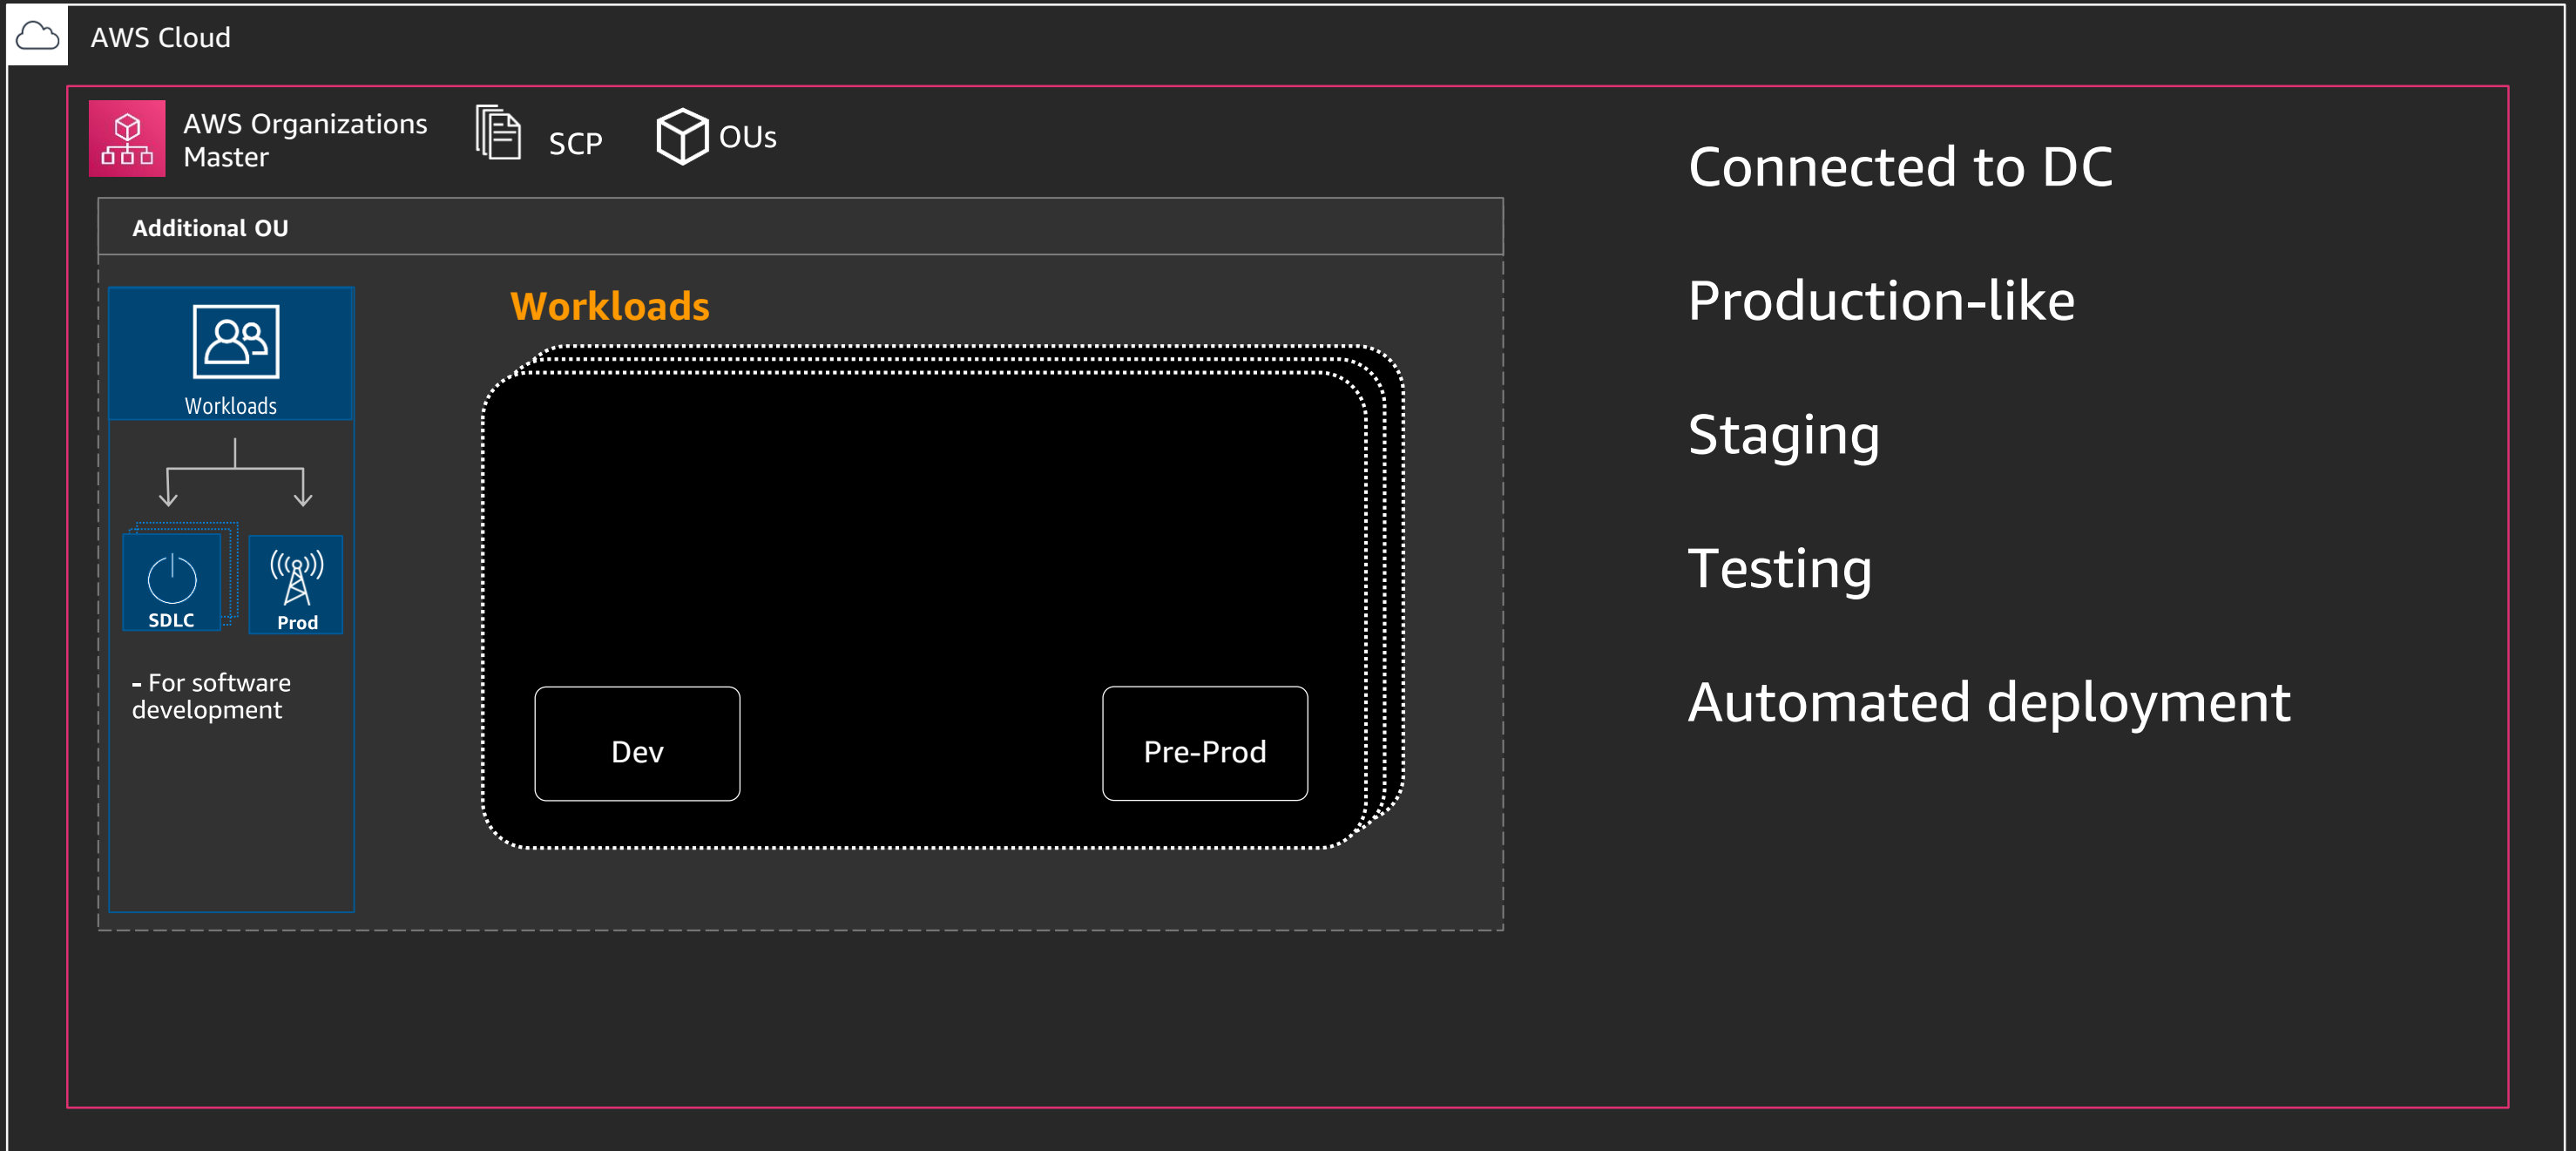 AWS Cloud
AWS Organizations
Master
SCP
OUs
Additional OU
Workloads
SDLC
Prod
- For software
development
Workloads
Dev
Pre-Prod
Connected to DC
Production-like
Staging
Testing
Automated deployment